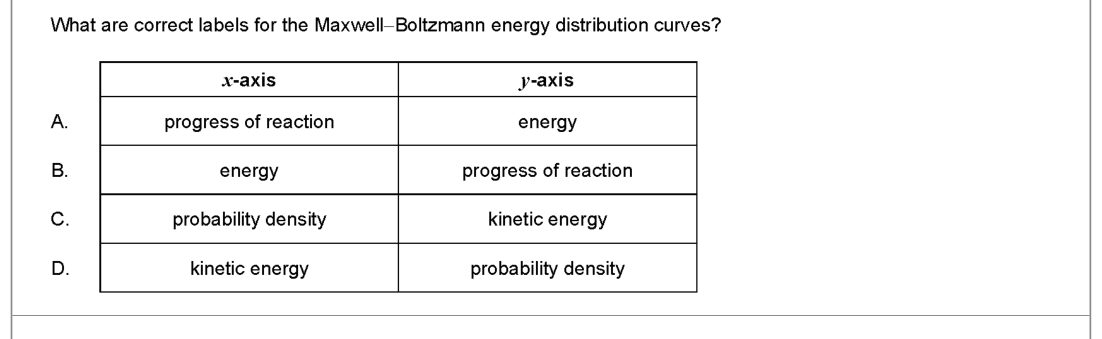 What are correct labels for the Maxwell–Boltzmann energy distribution curves?
x-axis y-axis
A. progress of reaction energy
B. energy progress of reaction
C. probability density kinetic energy
D. kinetic energy probability density